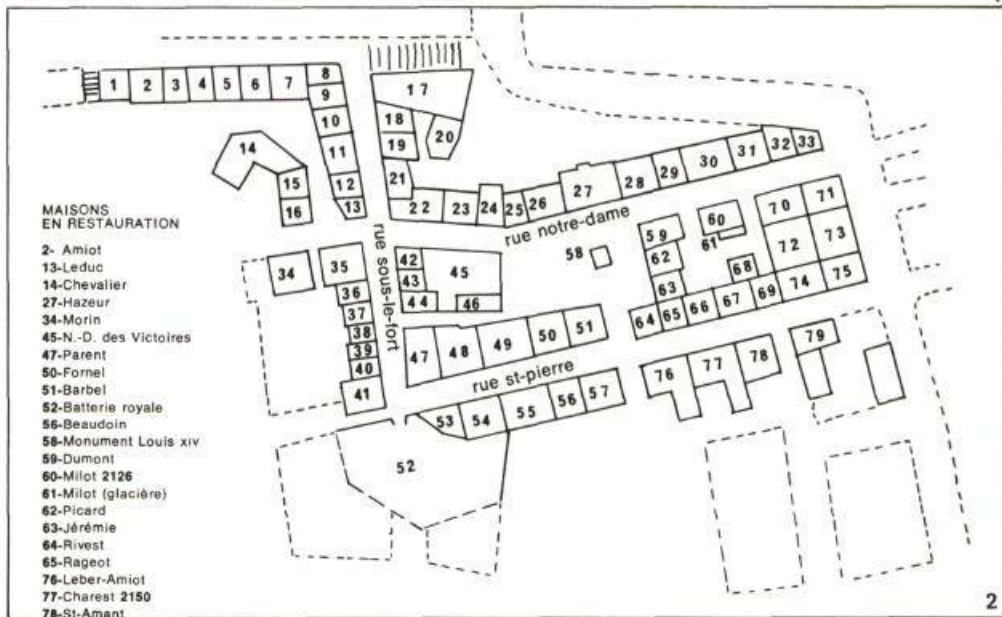 1 2 3 4 5 6 7 8
9
10
11
12
13
14
15
16
17
18
19
20
21
22 23 24 25 26 27 28 29 30 31 32 33
rue notre-dame
rue sous-le-fort
MAISONS
EN RESTAURATION
2- Amiot
13-Leduc
14-Chevalier
27-Hazeur
34-Morin
45-N.-D. des Victoires
47-Parent
50-Fornel
51-Barbel
52-Batterie royale
56-Beaudoin
58-Monument Louis XIV
59-Dumont
60-Milot 2126
61-Milot (glacière)
62-Picard
63-Jérémie
64-Rivest
65-Rageot
76-Leber-Amiot
77-Charest 2150
78-St-Amant
34 35
36
37
38
39
40
41
42
43
44
45
46
47 48 49 50 51
rue st-pierre
52
53 54 55 56 57
58
59
60
61
62
63
64 65 66 67 68 69
70 71
72 73
74 75
76 77 78 79
2